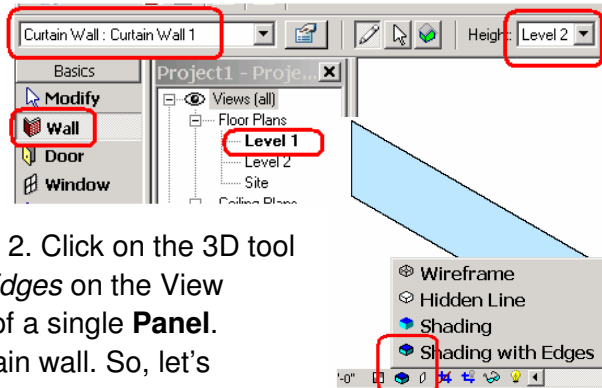 Curtain Wall : Curtain Wall 1
Height: Level 2
Basics
Project1 - Proje...
Modify
Views (all)
Wall
Floor Plans
Level 1
Door
Level 2
Window
Site
Ceiling Plans
2. Click on the 3D tool
Edges on the View
of a single Panel.
ain wall. So, let's
Wireframe
Hidden Line
Shading
Shading with Edges
'-0"